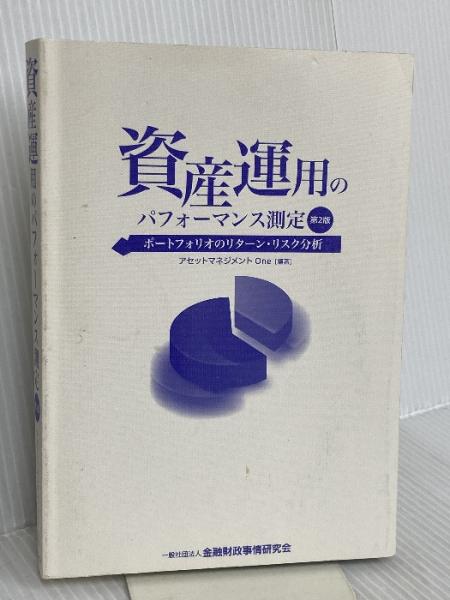 資産運用の
パフォーマンス測定 第2版
ポートフォリオのリターン・リスク分析
アセットマネジメントOne [編著]
一般社団法人 金融財政事情研究会
資産運用のパフォーマンス測定